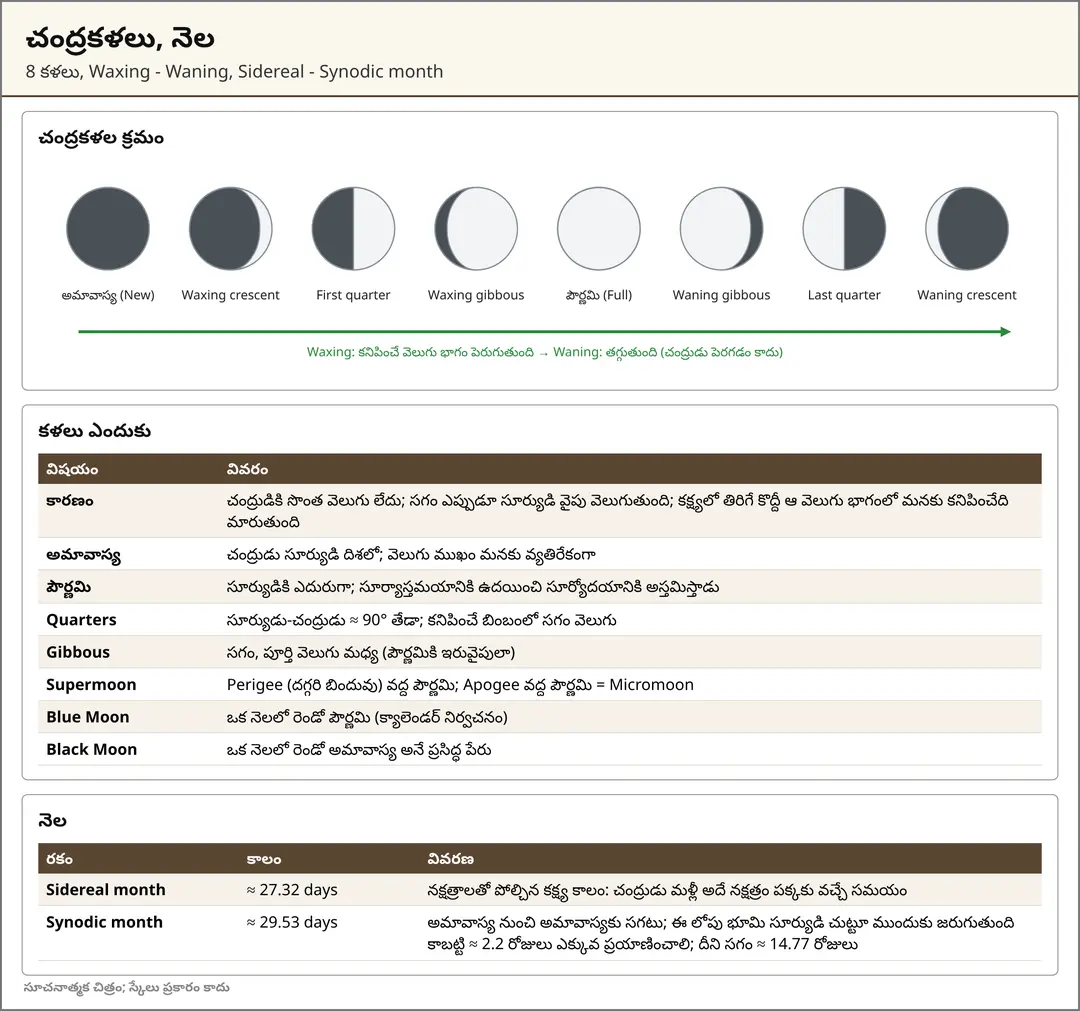 చంద్రకళలు, నెల
8 కళలు, Waxing - Waning, Sidereal - Synodic month
చంద్రకళల క్రమం
అమావాస్య (New) Waxing crescent First quarter Waxing gibbous పౌర్ణమి (Full) Waning gibbous Last quarter Waning crescent
Waxing: కనిపించే వెలుగు భాగం పెరుగుతుంది → Waning: తగ్గుతుంది (చంద్రుడు పెరగడం కాదు)
కళలు ఎందుకు
విషయం వివరం
కారణం చంద్రుడికి సొంత వెలుగు లేదు; సగం ఎప్పుడూ సూర్యుడి వైపు వెలుగుతుంది; కక్ష్యలో తిరిగే కొద్దీ ఆ వెలుగు భాగంలో మనకు కనిపించేది
మారుతుంది
అమావాస్య చంద్రుడు సూర్యుడి దిశలో; వెలుగు ముఖం మనకు వ్యతిరేకంగా
పౌర్ణమి సూర్యుడికి ఎదురుగా; సూర్యాస్తమయానికి ఉదయించి సూర్యోదయానికి అస్తమిస్తాడు
Quarters సూర్యుడు-చంద్రుడు ≈ 90° తేడా; కనిపించే బింబంలో సగం వెలుగు
Gibbous సగం, పూర్తి వెలుగు మధ్య (పౌర్ణమికి ఇరువైపులా)
Supermoon Perigee (దగ్గరి బిందువు) వద్ద పౌర్ణమి; Apogee వద్ద పౌర్ణమి = Micromoon
Blue Moon ఒక నెలలో రెండో పౌర్ణమి (క్యాలెండర్ నిర్వచనం)
Black Moon ఒక నెలలో రెండో అమావాస్య అనే ప్రసిద్ధ పేరు
నెల
రకం కాలం వివరణ
Sidereal month ≈ 27.32 days నక్షత్రాలతో పోల్చిన కక్ష్య కాలం: చంద్రుడు మళ్లీ అదే నక్షత్రం పక్కకు వచ్చే సమయం
Synodic month ≈ 29.53 days అమావాస్య నుంచి అమావాస్యకు సగటు; ఈ లోపు భూమి సూర్యుడి చుట్టూ ముందుకు జరుగుతుంది
కాబట్టి ≈ 2.2 రోజులు ఎక్కువ ప్రయాణించాలి; దీని సగం ≈ 14.77 రోజులు
సూచనాత్మక చిత్రం; స్కేలు ప్రకారం కాదు